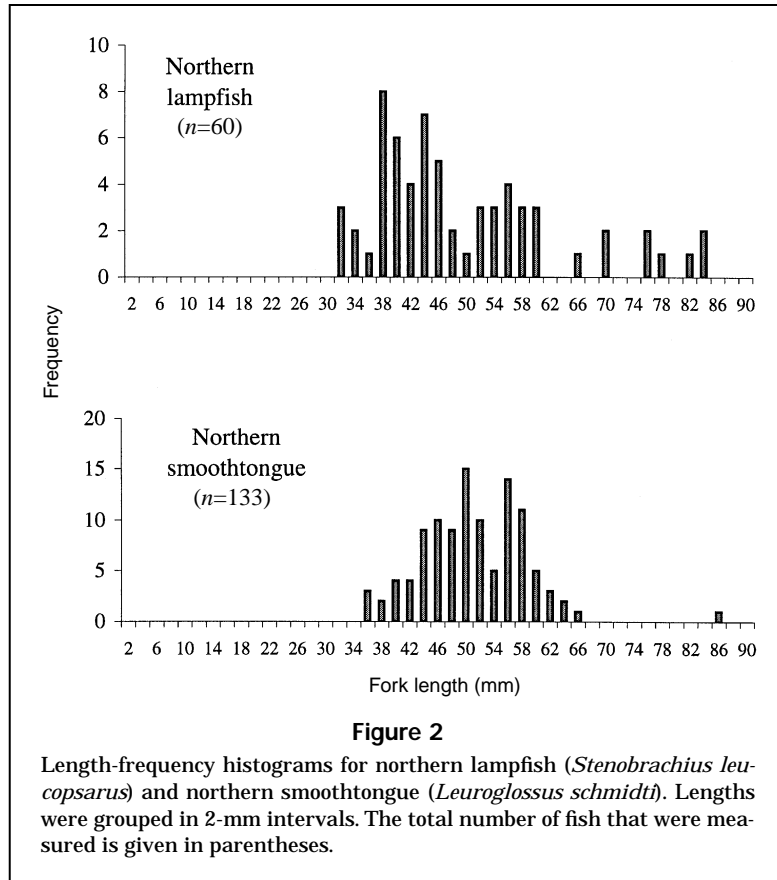 10
8
6
4
2
0
Northern
lampfish
(n=60)
2 6 10 14 18 22 26 30 34 38 42 46 50 54 58 62 66 70 74 78 82 86 90
Frequency
20
15
10
5
0
Northern
smoothtongue
(n=133)
2 6 10 14 18 22 26 30 34 38 42 46 50 54 58 62 66 70 74 78 82 86 90
Fork length (mm)
Figure 2
Length-frequency histograms for northern lampfish (Stenobrachius leu-
copsarus) and northern smoothtongue (Leuroglossus schmidti). Lengths
were grouped in 2-mm intervals. The total number of fish that were mea-
sured is given in parentheses.